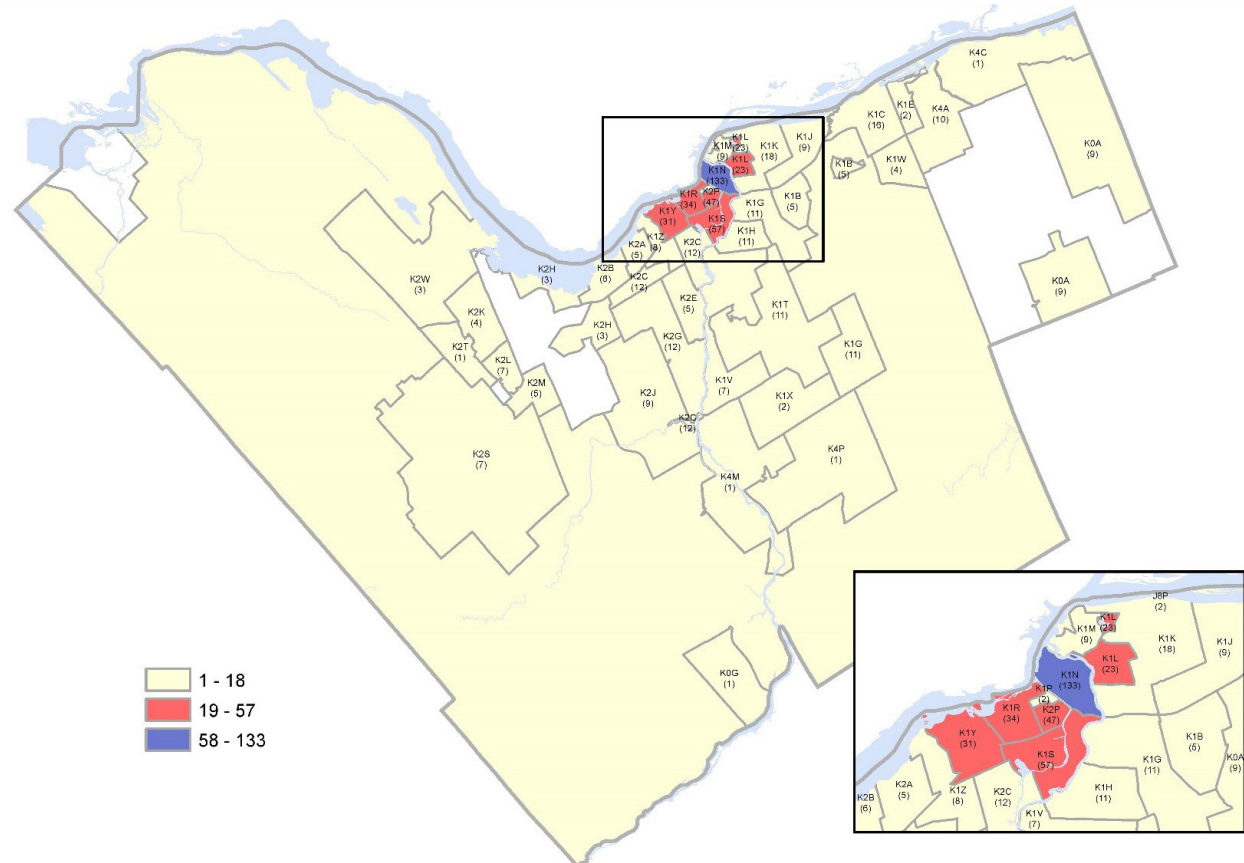 K4C
(1)
K1E
(2)
K1C
(16)
K4A
(10)
K1L
(23)
K1M
(9)
K1K
(18)
K1J
(9)
K0A
(9)
K1L
(23)
K1B
(5)
K1W
(4)
K1N
(133)
K1R
(34)
K2P
(47)
K1B
(5)
K1G
(11)
K1Y
(31)
K1S
(57)
K1H
(11)
K1Z
(8)
K2A
(5)
K2C
(12)
K0A
(9)
K2H
(3)
K2B
(6)
K2C
(12)
K2W
(3)
K2E
(5)
K1T
(11)
K2K
(4)
K2H
(3)
K2G
(12)
K1G
(11)
K2T
(1)
K2L
(7)
K2M
(5)
K1V
(7)
K2J
(9)
K1X
(2)
K2C
(12)
K2S
(7)
K4P
(1)
K4M
(1)
K0G
(1)
1 - 18
19 - 57
58 - 133
J8P
(2)
K1L
(23)
K1M
(9)
K1K
(18)
K1J
(9)
K1L
(23)
K1N
(133)
K1P
(2)
K1R
(34)
K2P
(47)
K1Y
(31)
K1B
(5)
K1S
(57)
K1G
(11)
K0A
(9)
K2A
(5)
K2B
(6)
K1Z
(8)
K2C
(12)
K1H
(11)
K1V
(7)